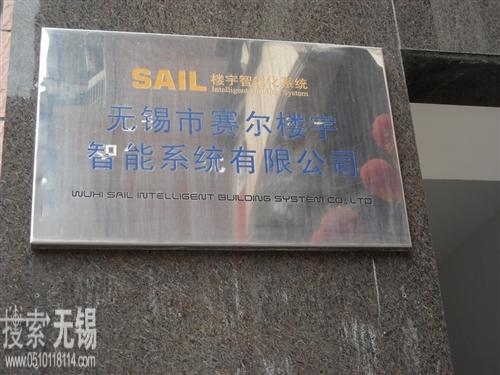 SAIL 楼宇智能化系统
Intelligent Building System
无锡市赛尔楼宇
智能系统有限公司
WUXI SAIL INTELLIGENT BUILDING SYSTEM CO., LTD
搜索无锡
www.0510118114.com